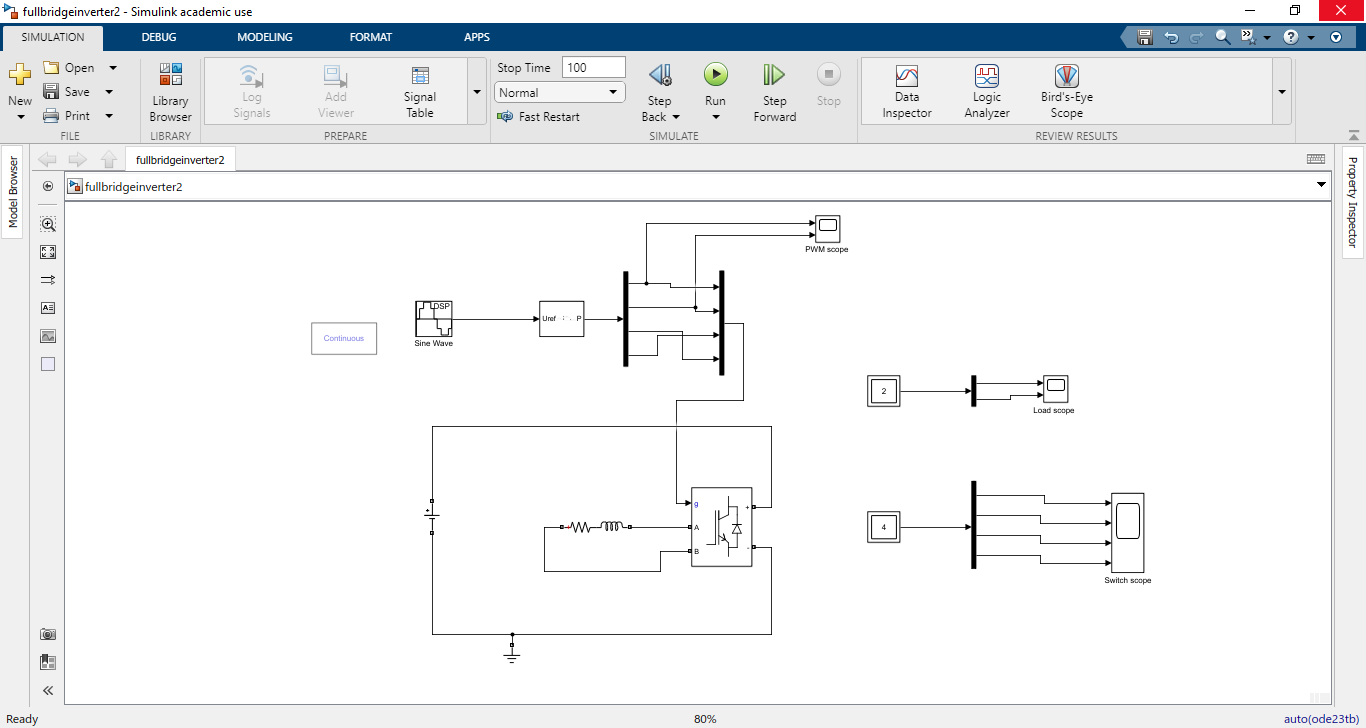 fullbridgeinverter2 - Simulink academic use
SIMULATION
DEBUG
MODELING
FORMAT
APPS
New
Open
Save
Print
FILE
Library
Browser
LIBRARY
Log
Signals
Add
Viewer
Signal
Table
PREPARE
Stop Time
100
Normal
Fast Restart
Step
Back
Run
Step
Forward
Stop
SIMULATE
Data
Inspector
Logic
Analyzer
Bird's-Eye
Scope
REVIEW RESULTS
Model Browser
fullbridgeinverter2
fullbridgeinverter2
Property Inspector
PWM scope
DSP
Sine Wave
Uref
P
Continuous
2
Load scope
g
A
B
+
-
+
+
4
Switch scope
Ready
80%
auto(ode23tb)